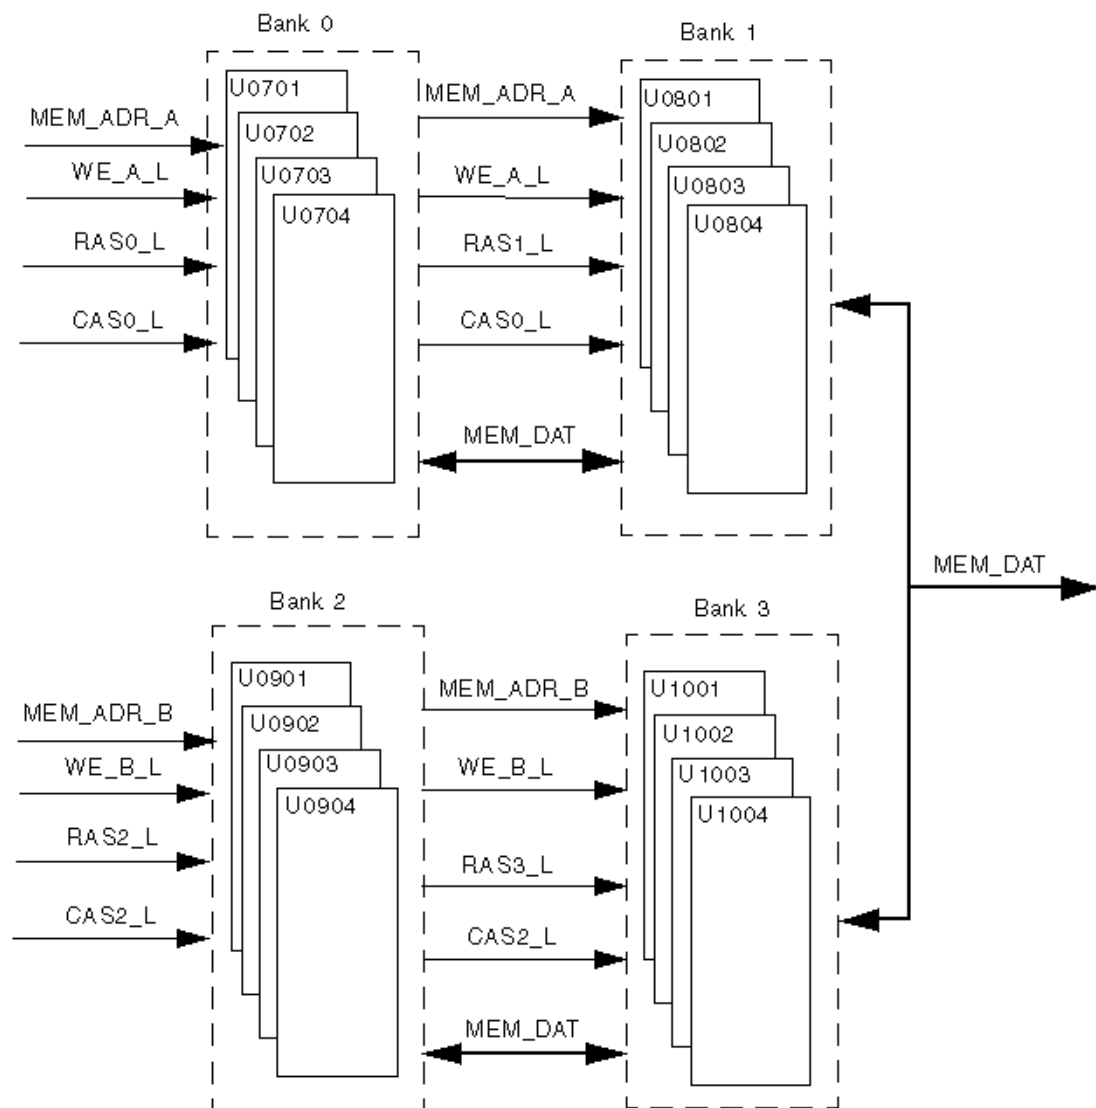 Bank 0
Bank 1
U0701
U0702
U0703
U0704
MEM_ADR_A
WE_A_L
RAS0_L
CAS0_L
MEM_ADR_A
WE_A_L
RAS1_L
CAS0_L
MEM_DAT
U0801
U0802
U0803
U0804
MEM_DAT
Bank 2
Bank 3
U0901
U0902
U0903
U0904
MEM_ADR_B
WE_B_L
RAS2_L
CAS2_L
MEM_ADR_B
WE_B_L
RAS3_L
CAS2_L
MEM_DAT
U1001
U1002
U1003
U1004